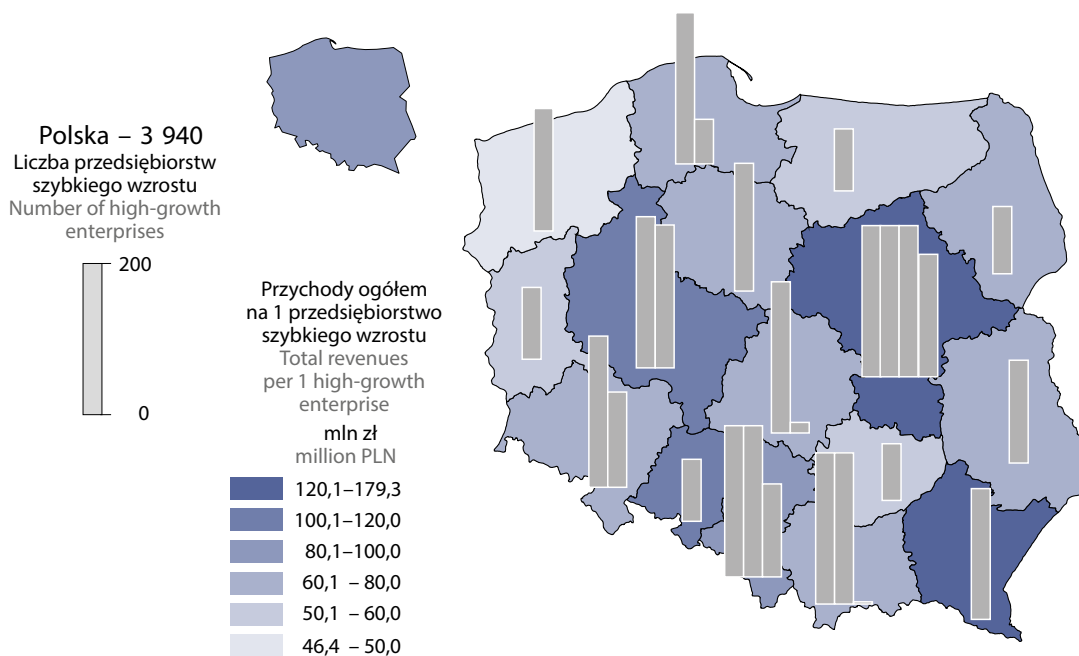 Polska – 3 940
Liczba przedsiębiorstw
szybkiego wzrostu
Number of high-growth
enterprises
200
0
Przychody ogółem
na 1 przedsiębiorstwo
szybkiego wzrostu
Total revenues
per 1 high-growth
enterprise
mln zł
million PLN
120,1–179,3
100,1–120,0
80,1–100,0
60,1 – 80,0
50,1 – 60,0
46,4 – 50,0